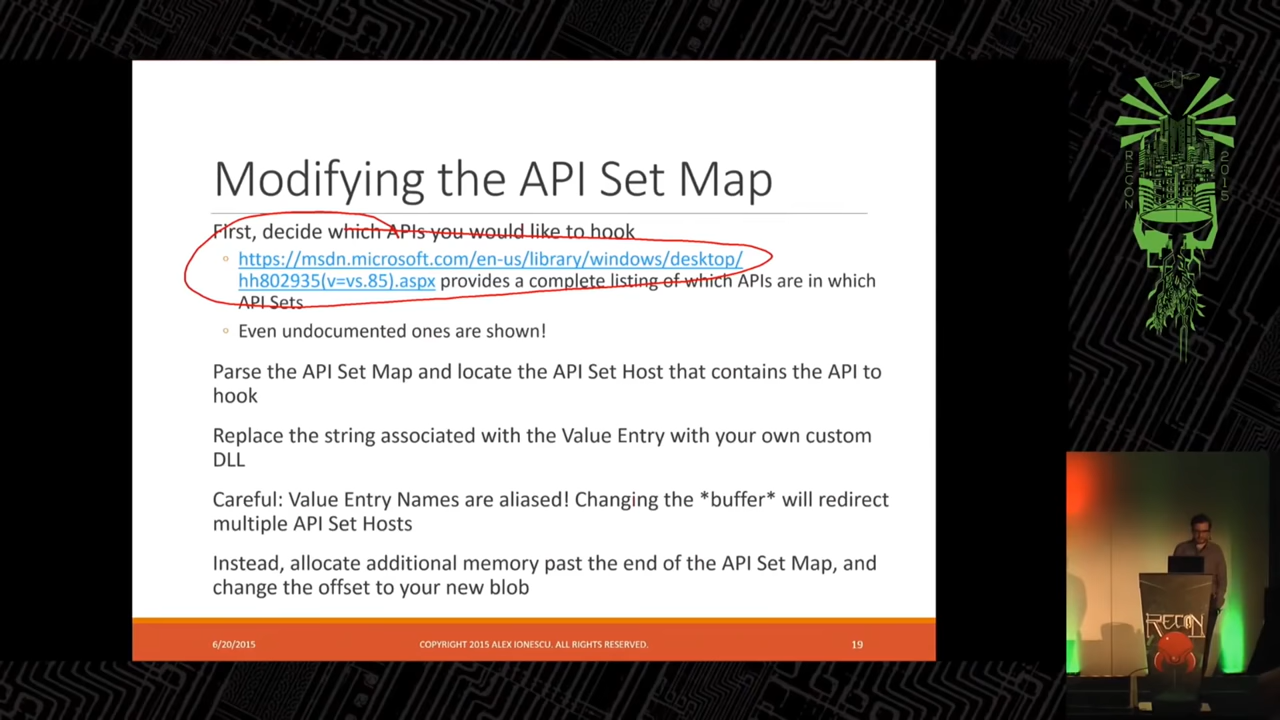 Modifying the API Set Map
First, decide which APIs you would like to hook
https://msdn.microsoft.com/en-us/library/windows/desktop/
hh802935(v=vs.85).aspx provides a complete listing of which APIs are in which
API Sets
Even undocumented ones are shown!
Parse the API Set Map and locate the API Set Host that contains the API to
hook
Replace the string associated with the Value Entry with your own custom
DLL
Careful: Value Entry Names are aliased! Changing the *buffer* will redirect
multiple API Set Hosts
Instead, allocate additional memory past the end of the API Set Map, and
change the offset to your new blob
6/20/2015
COPYRIGHT 2015 ALEX IONESCU. ALL RIGHTS RESERVED.
19
RECON
2015
RECON